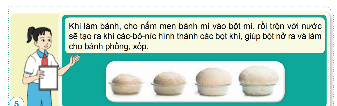 Khi làm bánh, cho nấm men bánh mì vào bột mì, rồi trộn với nước
sẽ tạo ra khí các-bô-níc hình thành các bọt khí, giúp bột nở ra và làm
cho bánh phồng, xốp.
5